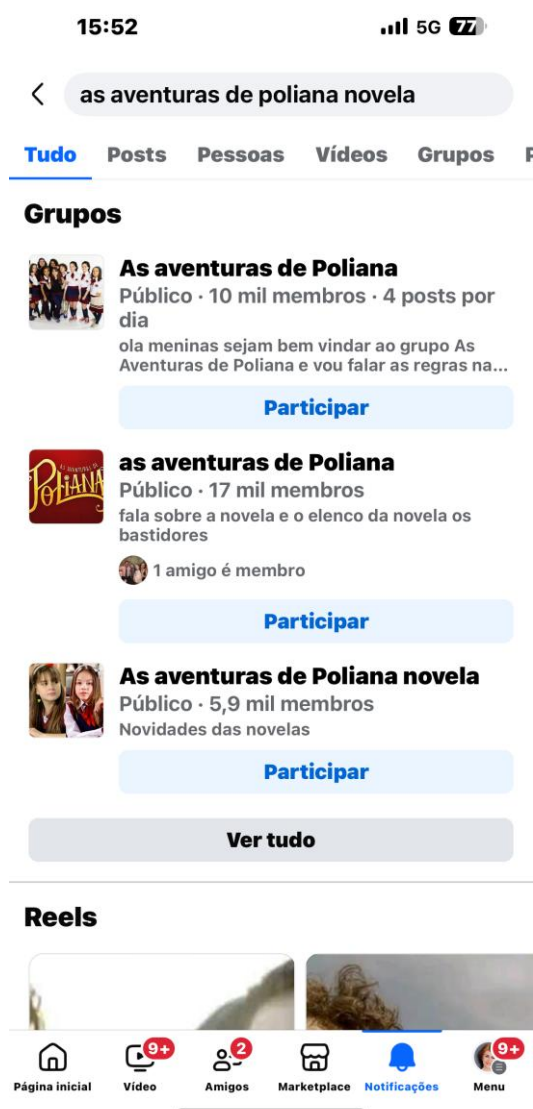 15:52
5G 77
as aventuras de poliana novela
Tudo Posts Pessoas Vídeos Grupos
Grupos
As aventuras de Poliana
Público · 10 mil membros · 4 posts por
dia
ola meninas sejam bem vindar ao grupo As
Aventuras de Poliana e vou falar as regras na...
Participar
POLIANA
as aventuras de Poliana
Público · 17 mil membros
fala sobre a novela e o elenco da novela os
bastidores
1 amigo é membro
Participar
As aventuras de Poliana novela
Público · 5,9 mil membros
Novidades das novelas
Participar
Ver tudo
Reels
9+ 2 9+
Página inicial Vídeo Amigos Marketplace Notificações Menu